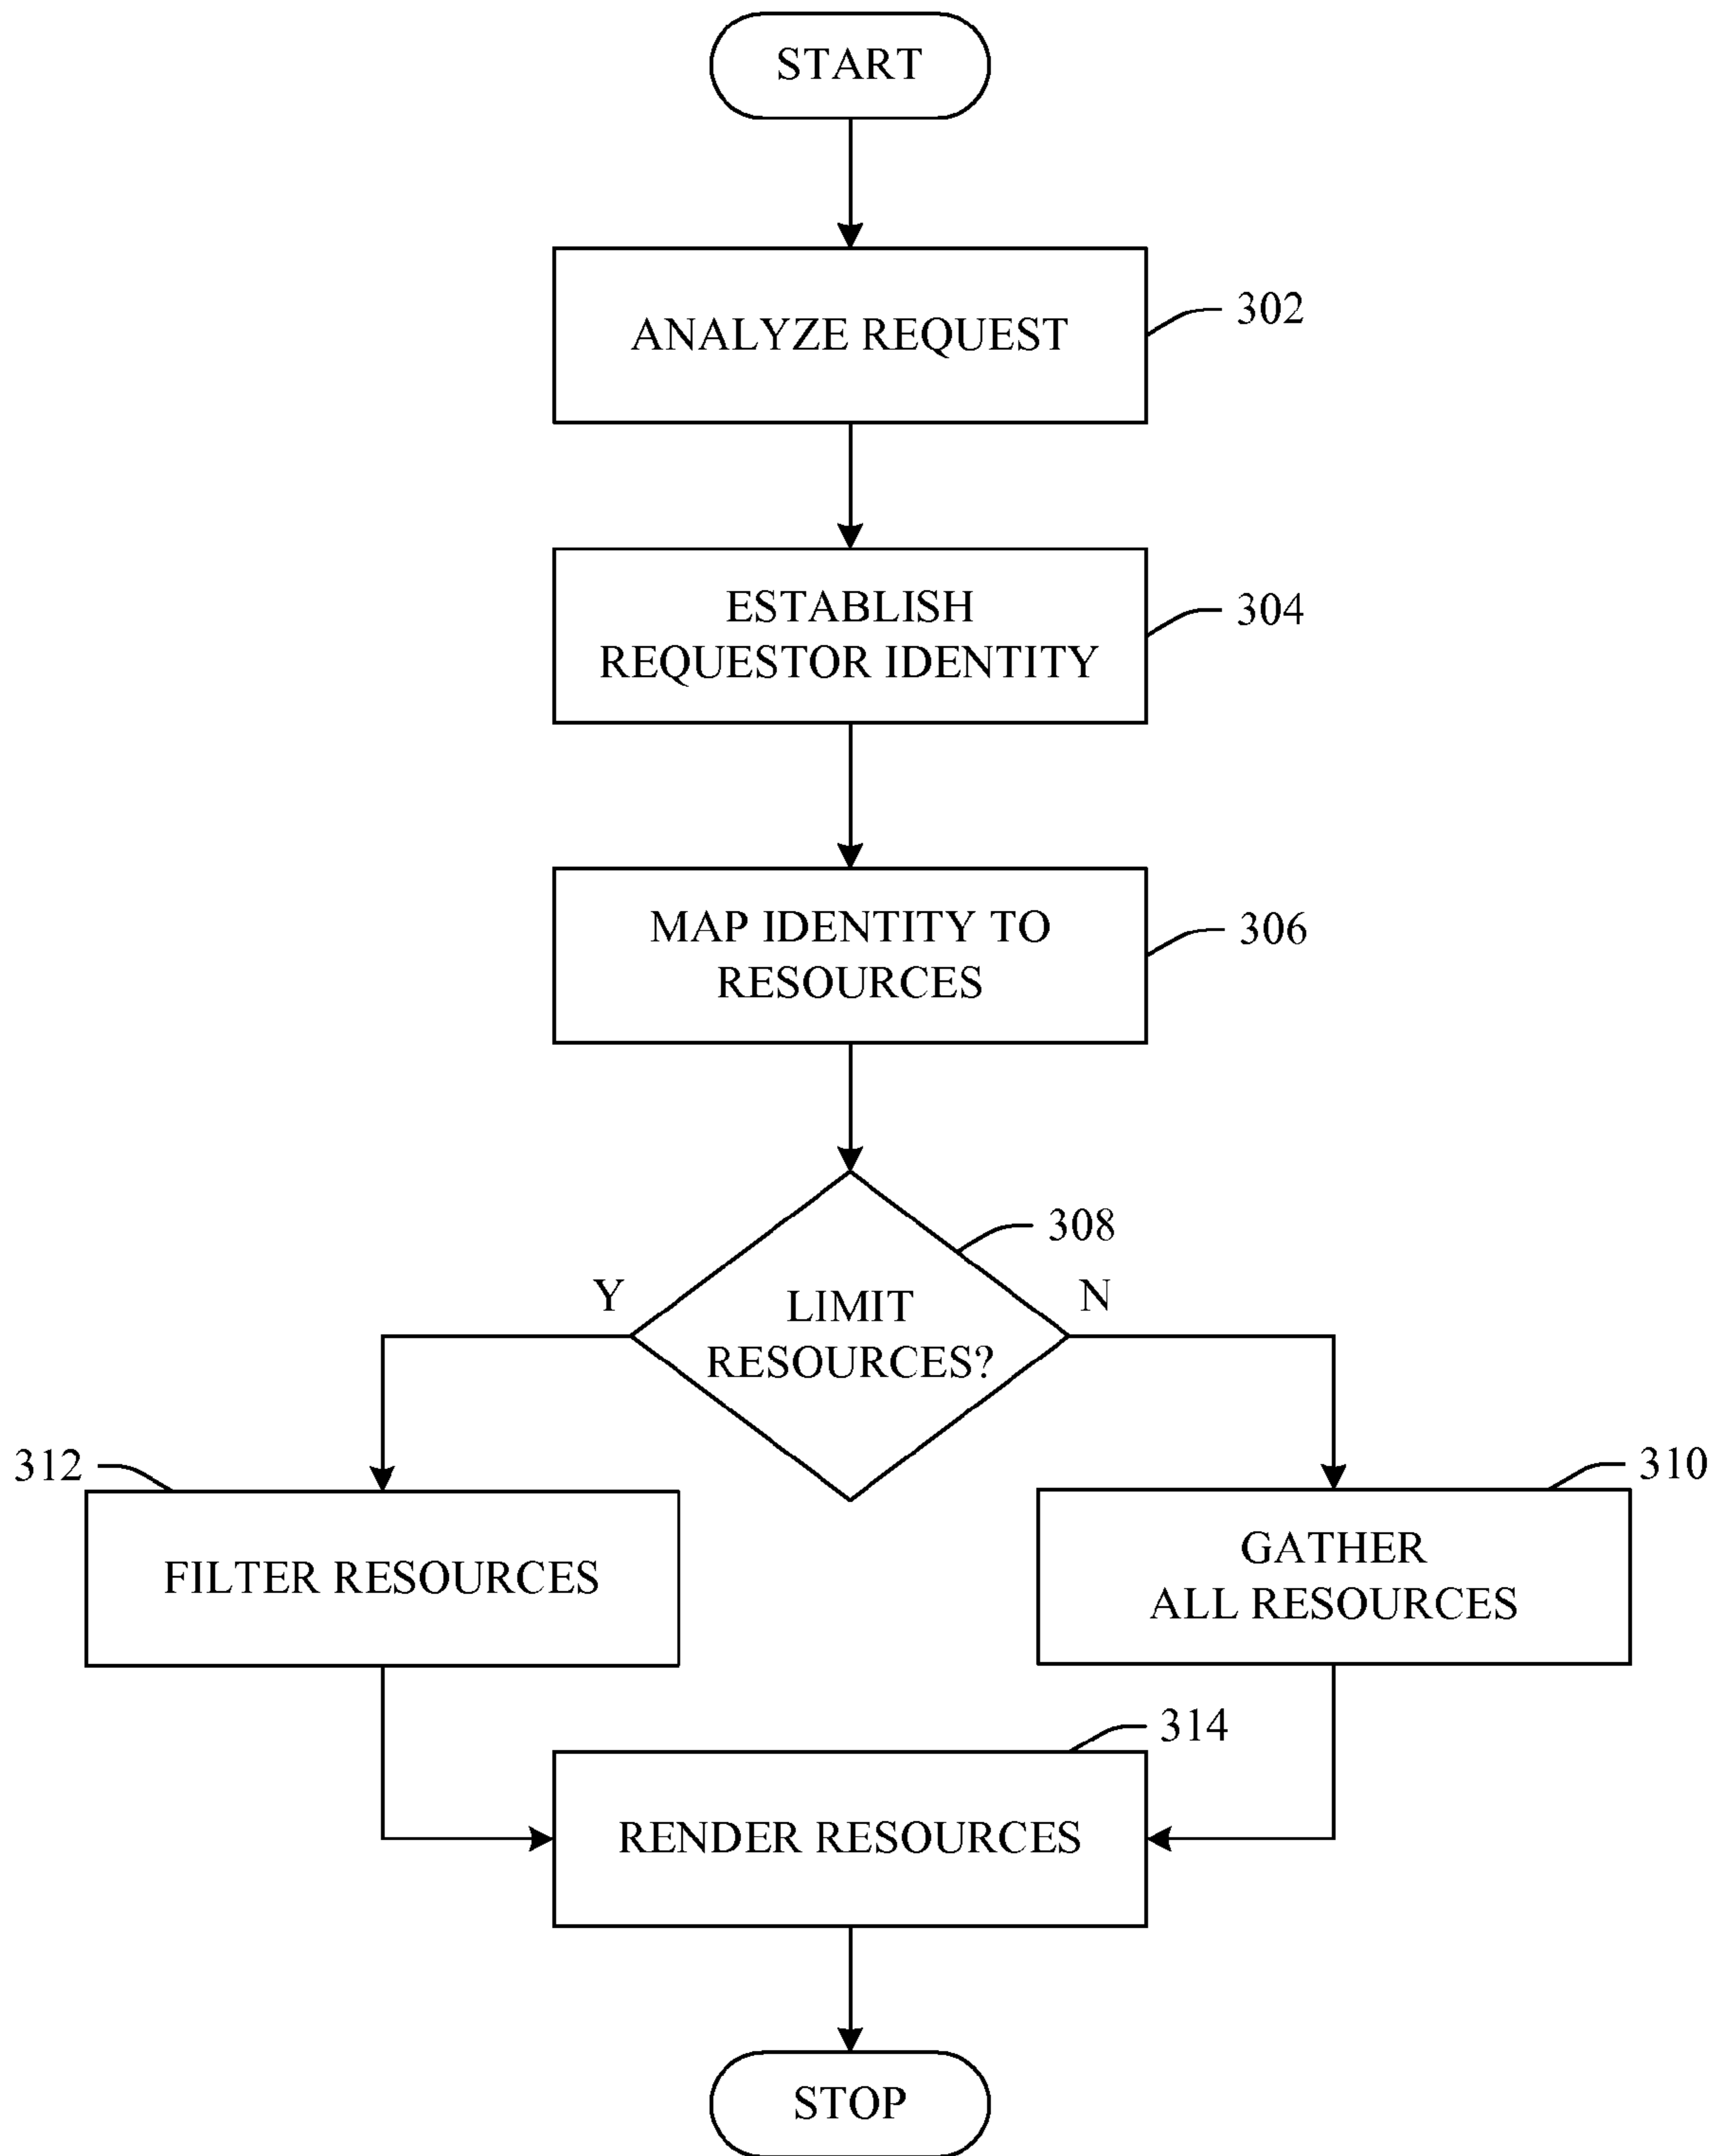 START
ANALYZE REQUEST
302
ESTABLISH
REQUESTOR IDENTITY
304
MAP IDENTITY TO
RESOURCES
306
308
Y
LIMIT
RESOURCES?
N
312
FILTER RESOURCES
310
GATHER
ALL RESOURCES
314
RENDER RESOURCES
STOP